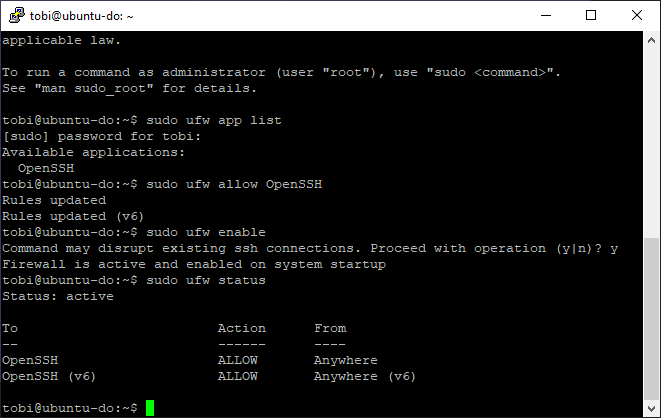 tobi@ubuntu-do: ~
applicable law.
To run a command as administrator (user "root"), use "sudo <command>".
See "man sudo_root" for details.
tobi@ubuntu-do:~$ sudo ufw app list
[sudo] password for tobi:
Available applications:
  OpenSSH
tobi@ubuntu-do:~$ sudo ufw allow OpenSSH
Rules updated
Rules updated (v6)
tobi@ubuntu-do:~$ sudo ufw enable
Command may disrupt existing ssh connections. Proceed with operation (y|n)? y
Firewall is active and enabled on system startup
tobi@ubuntu-do:~$ sudo ufw status
Status: active
To                         Action      From
--                         ------      ----
OpenSSH                    ALLOW       Anywhere
OpenSSH (v6)               ALLOW       Anywhere (v6)
tobi@ubuntu-do:~$